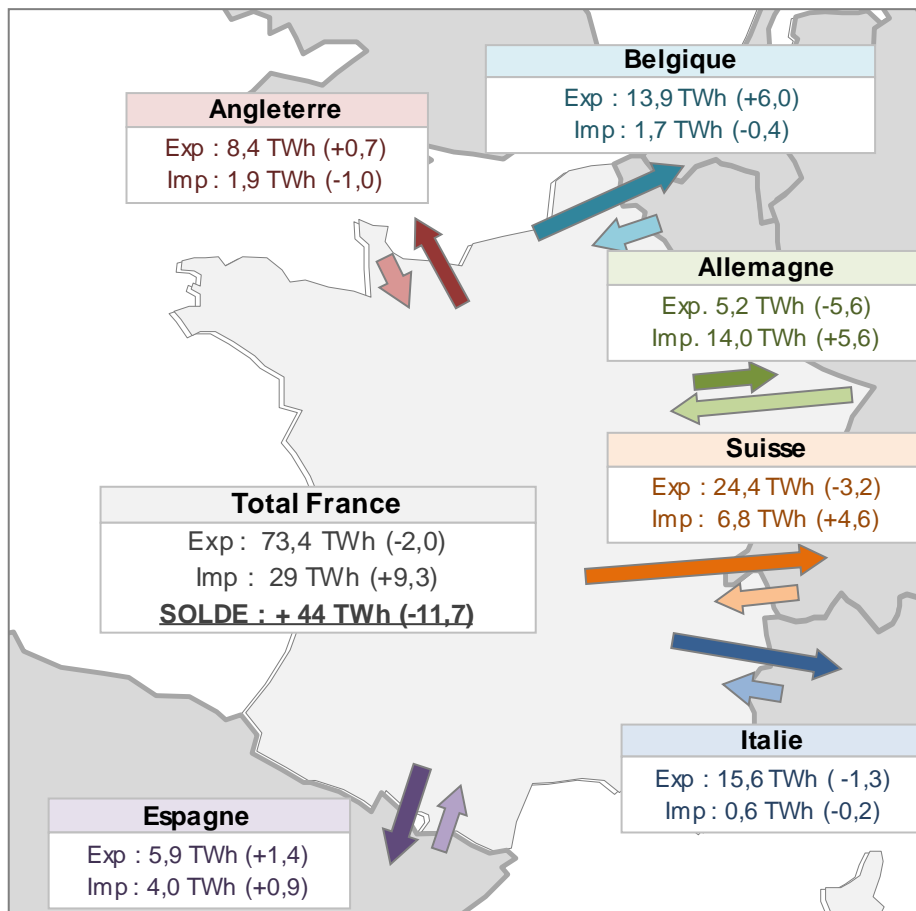 Belgique
Exp : 13,9 TWh (+6,0)
Imp : 1,7 TWh (-0,4)
Angleterre
Exp : 8,4 TWh (+0,7)
Imp : 1,9 TWh (-1,0)
Allemagne
Exp. 5,2 TWh (-5,6)
Imp. 14,0 TWh (+5,6)
Suisse
Exp : 24,4 TWh (-3,2)
Imp : 6,8 TWh (+4,6)
Total France
Exp : 73,4 TWh (-2,0)
Imp : 29 TWh (+9,3)
SOLDE : + 44 TWh (-11,7)
Italie
Exp : 15,6 TWh ( -1,3)
Imp : 0,6 TWh (-0,2)
Espagne
Exp : 5,9 TWh (+1,4)
Imp : 4,0 TWh (+0,9)